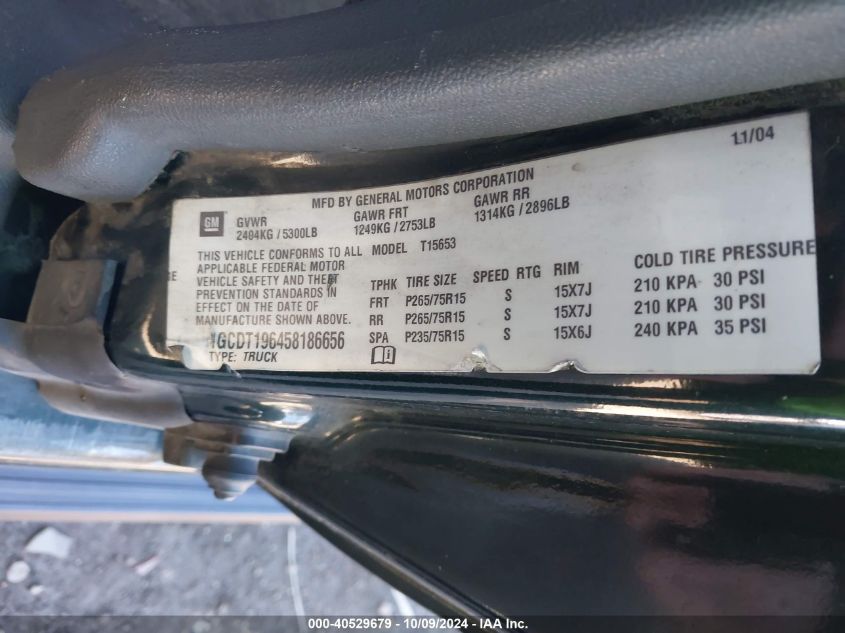 11/04
MFD BY GENERAL MOTORS CORPORATION
GM
GVWR GAWR FRT GAWR RR
2404KG / 5300LB 1249KG / 2753LB 1314KG / 2896LB
THIS VEHICLE CONFORMS TO ALL MODEL T15653
APPLICABLE FEDERAL MOTOR
VEHICLE SAFETY AND THEFT
PREVENTION STANDARDS IN
EFFECT ON THE DATE OF
MANUFACTURE SHOWN ABOVE.
1GCDT196458186656
TYPE: TRUCK
TPHK TIRE SIZE SPEED RTG RIM COLD TIRE PRESSURE
FRT P265/75R15 S 15X7J 210 KPA 30 PSI
RR P265/75R15 S 15X7J 210 KPA 30 PSI
SPA P235/75R15 S 15X6J 240 KPA 35 PSI
000-40529679 - 10/09/2024 - IAA Inc.